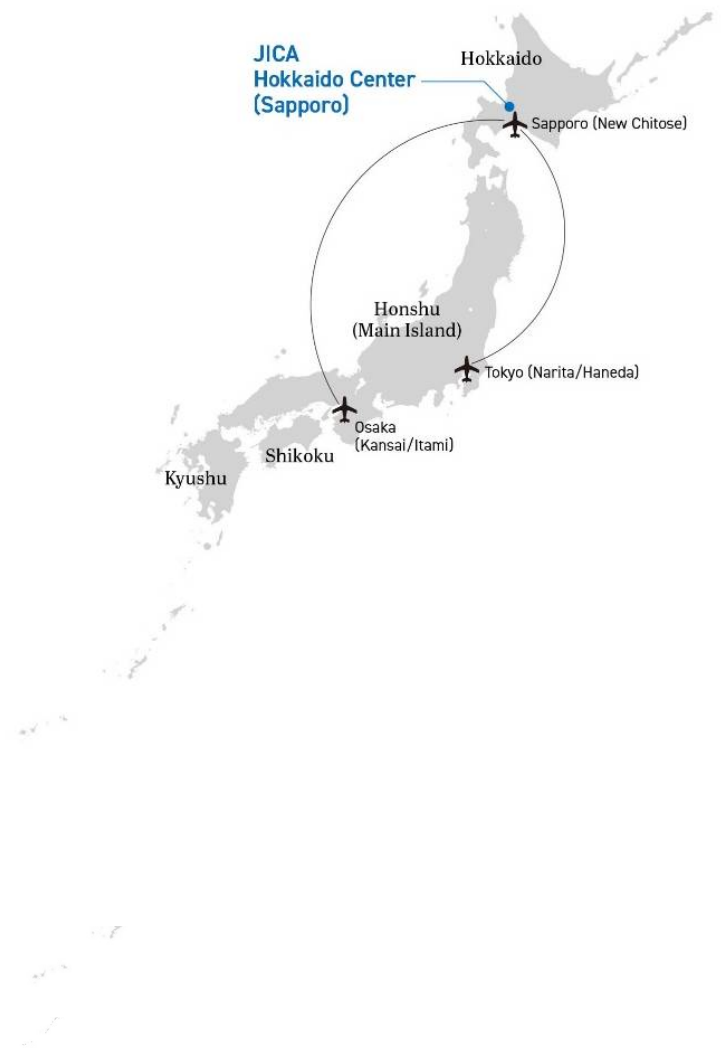 JICA
Hokkaido Center
(Sapporo)
Hokkaido
Sapporo (New Chitose)
Honshu
(Main Island)
Tokyo (Narita/Haneda)
Osaka
(Kansai/Itami)
Shikoku
Kyushu